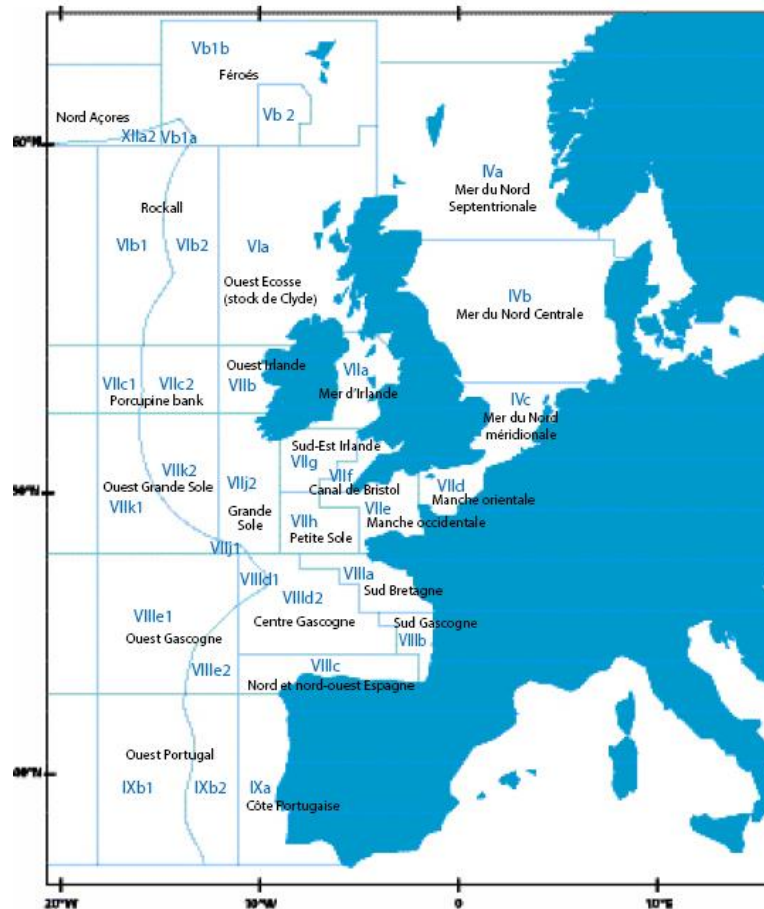 Vb1b
Féroés
Vb 2
Nord Açores
XIIa2
Vb1a
60°N
IVa
Mer du Nord
Septentrionale
Rockall
VIb1
VIb2
VIa
Ouest Ecosse
(stock de Clyde)
IVb
Mer du Nord Centrale
Ouest Irlande
VIIa
VIIc1
VIIc2
VIIb
Mer d'Irlande
Porcupine bank
IVc
Mer du Nord
méridionale
Sud-Est Irlande
VIIg
VIIk2
VIIj2
VIIf
VIId
Ouest Grande Sole
Canal de Bristol
Manche orientale
VIIk1
Grande
Sole
VIIh
VIIe
Manche occidentale
Petite Sole
VIIj1
VIIId1
VIIIa
Sud Bretagne
VIIId2
VIIIe1
Centre Gascogne
Sud Gascogne
Ouest Gascogne
VIIIb
VIIIe2
VIIIc
Nord et nord-ouest Espagne
Ouest Portugal
IXb1
IXb2
IXa
Côte Portugaise
20°W
10°W
0
10°E